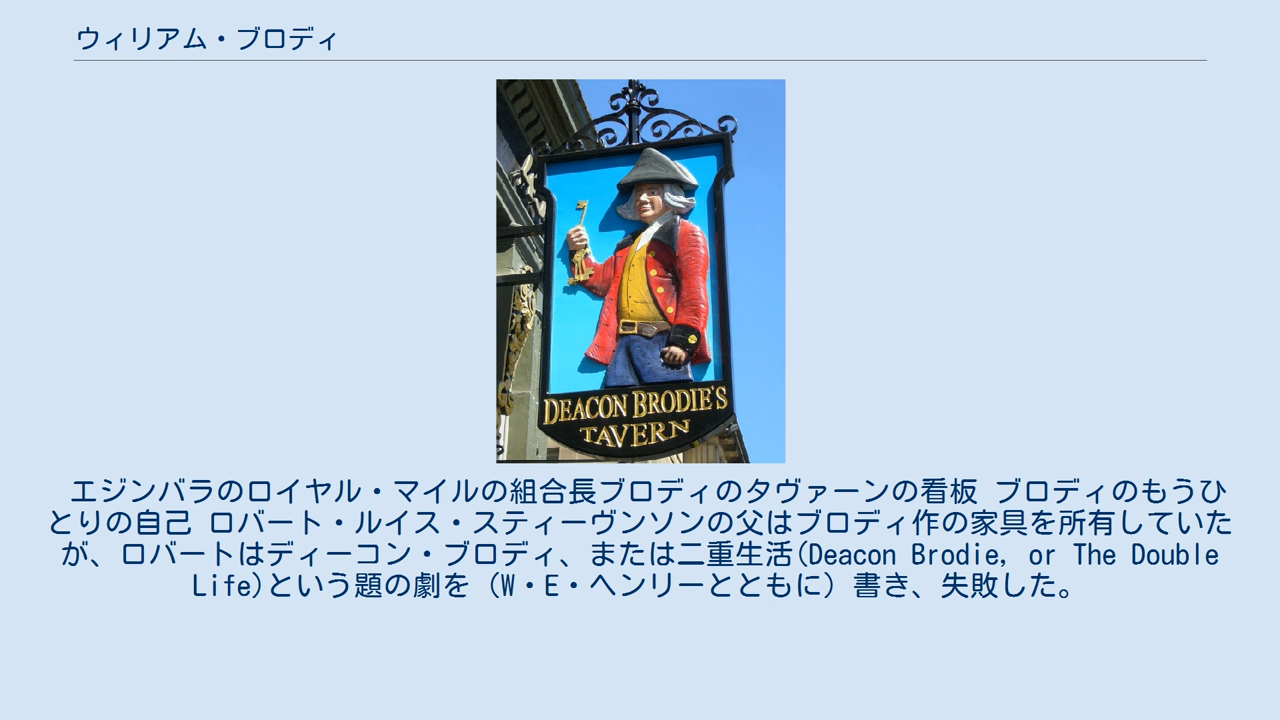 ウィリアム・ブロディ
DEACON BRODIE'S
TAVERN
エジンバラのロイヤル・マイルの組合長ブロディのタヴァーンの看板 ブロディのもうひ
とりの自己 ロバート・ルイス・スティーヴンソンの父はブロディ作の家具を所有していた
が、ロバートはディーコン・ブロディ、または二重生活(Deacon Brodie, or The Double
Life)という題の劇を（W・E・ヘンリーとともに）書き、失敗した。